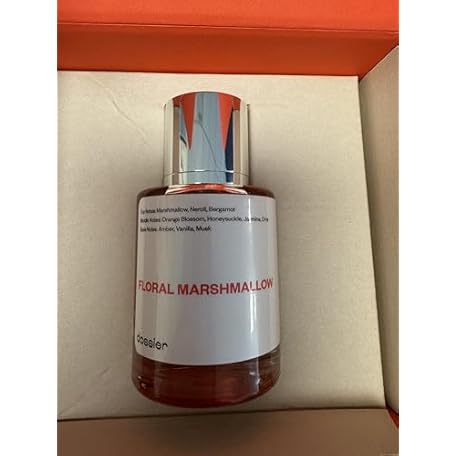 Top Notes: Marshmallow, Neroli, Bergamot
Middle Notes: Orange Blossom, Honeysuckle, Jasmine,
Base Notes: Amber, Vanilla, Musk
FLORAL MARSHMALLOW
dossier